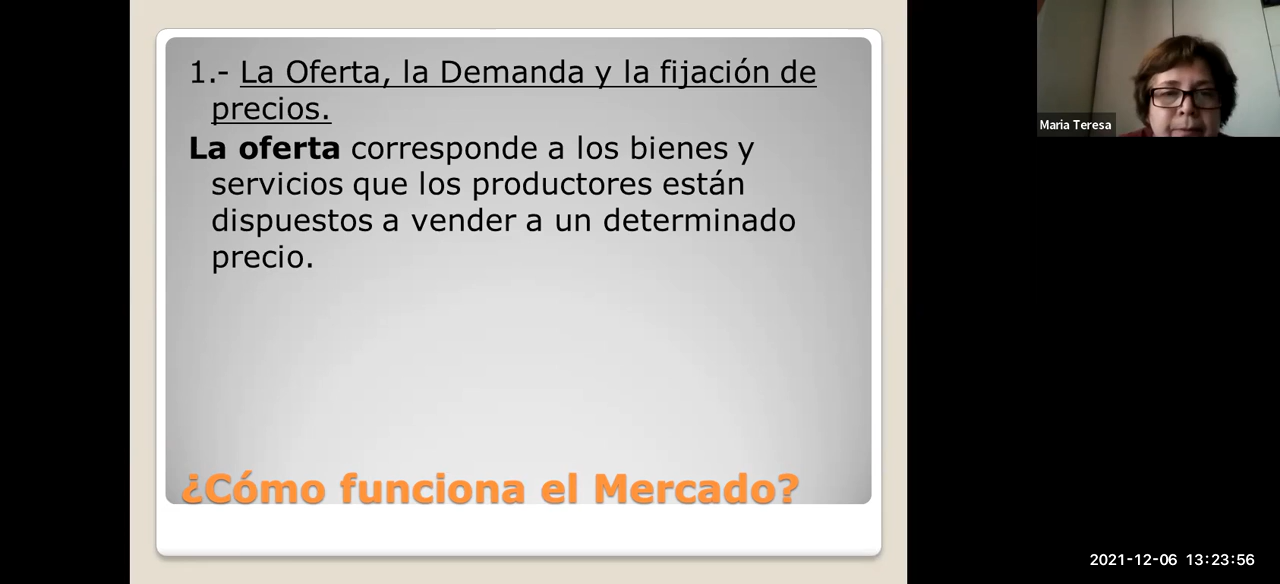 1.- La Oferta, la Demanda y la fijación de
precios.
La oferta corresponde a los bienes y
servicios que los productores están
dispuestos a vender a un determinado
precio.
¿Cómo funciona el Mercado?
Maria Teresa
2021-12-06 13:23:56